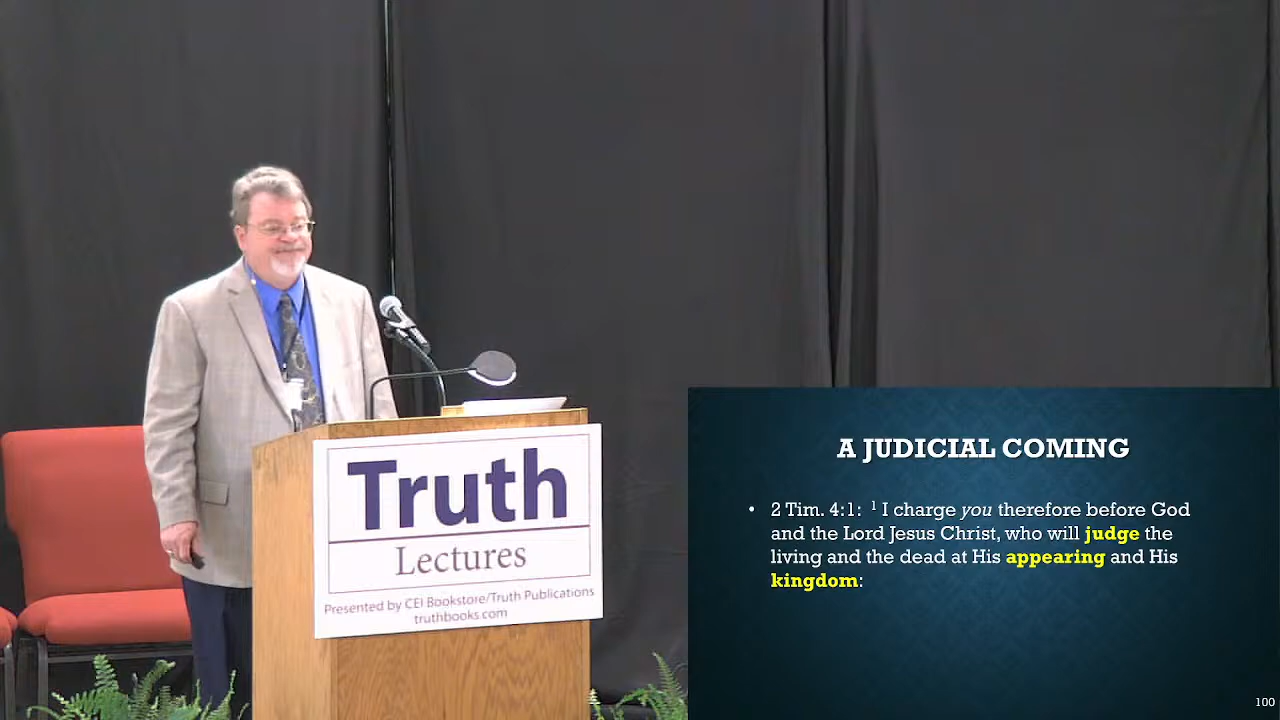 Truth
Lectures
Presented by CEI Bookstore/Truth Publications
truthbooks.com
A JUDICIAL COMING
• 2 Tim. 4:1: ¹ I charge you therefore before God
and the Lord Jesus Christ, who will judge the
living and the dead at His appearing and His
kingdom:
100